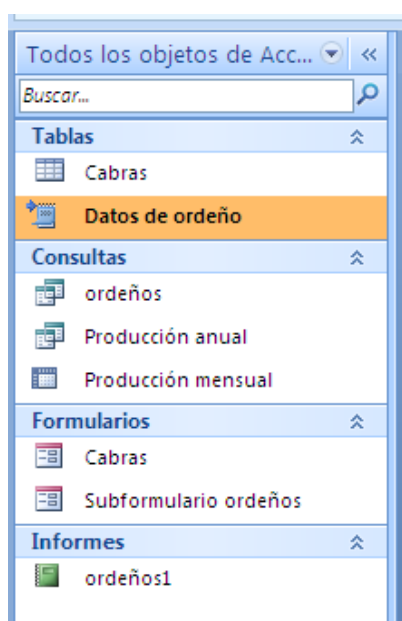 Todos los objetos de Acc...
Buscar...
Tablas
Cabras
Datos de ordeño
Consultas
ordeños
Producción anual
Producción mensual
Formularios
Cabras
Subformulario ordeños
Informes
ordeños1